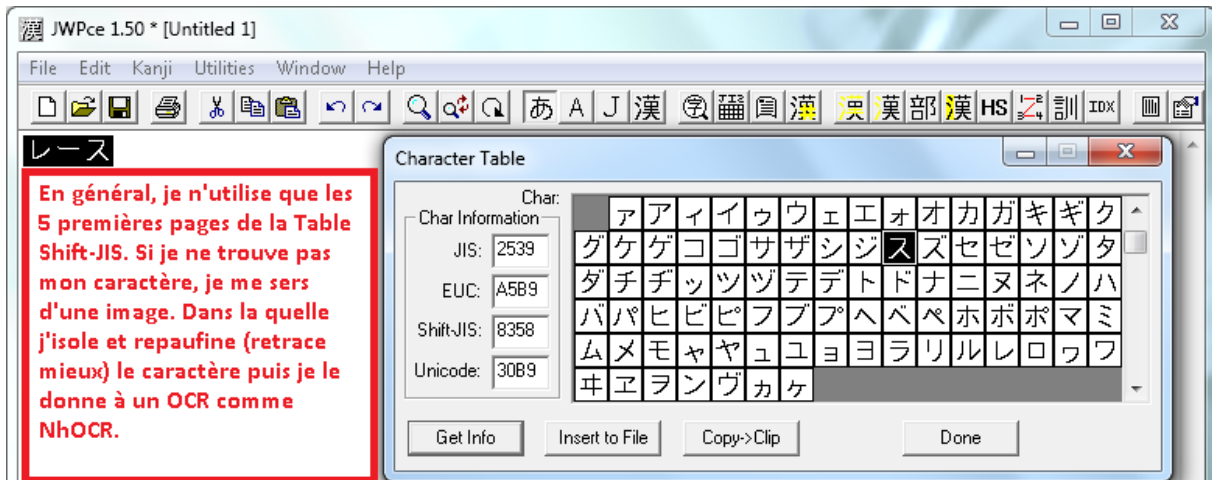 JWPce 1.50 * [Untitled 1]
File Edit Kanji Utilities Window Help
あ A J 漢 漢 漢 部 漢 HS 訓 IDX
レース
En général, je n'utilise que les
5 premières pages de la Table
Shift-JIS. Si je ne trouve pas
mon caractère, je me sers
d'une image. Dans la quelle
j'isole et repaufine (retrace
mieux) le caractère puis je le
donne à un OCR comme
NhOCR.
Character Table
Char:
Char Information
JIS: 2539
EUC: A5B9
Shift-JIS: 8358
Unicode: 30B9
ァ ア ィ イ ゥ ウ ェ エ ォ オ カ ガ キ ギ ク
グ ケ ゲ コ ゴ サ ザ シ ジ ス ズ セ ゼ ソ ゾ タ
ダ チ ヂ ッ ツ ヅ テ デ ト ド ナ ニ ヌ ネ ノ ハ
バ パ ヒ ビ ピ フ ブ プ ヘ ベ ペ ホ ボ ポ マ ミ
ム メ モ ャ ヤ ュ ユ ョ ヨ ラ リ ル レ ロ ヮ ワ
ヰ ヱ ヲ ン ヴ ヵ ヶ
Get Info Insert to File Copy->Clip Done